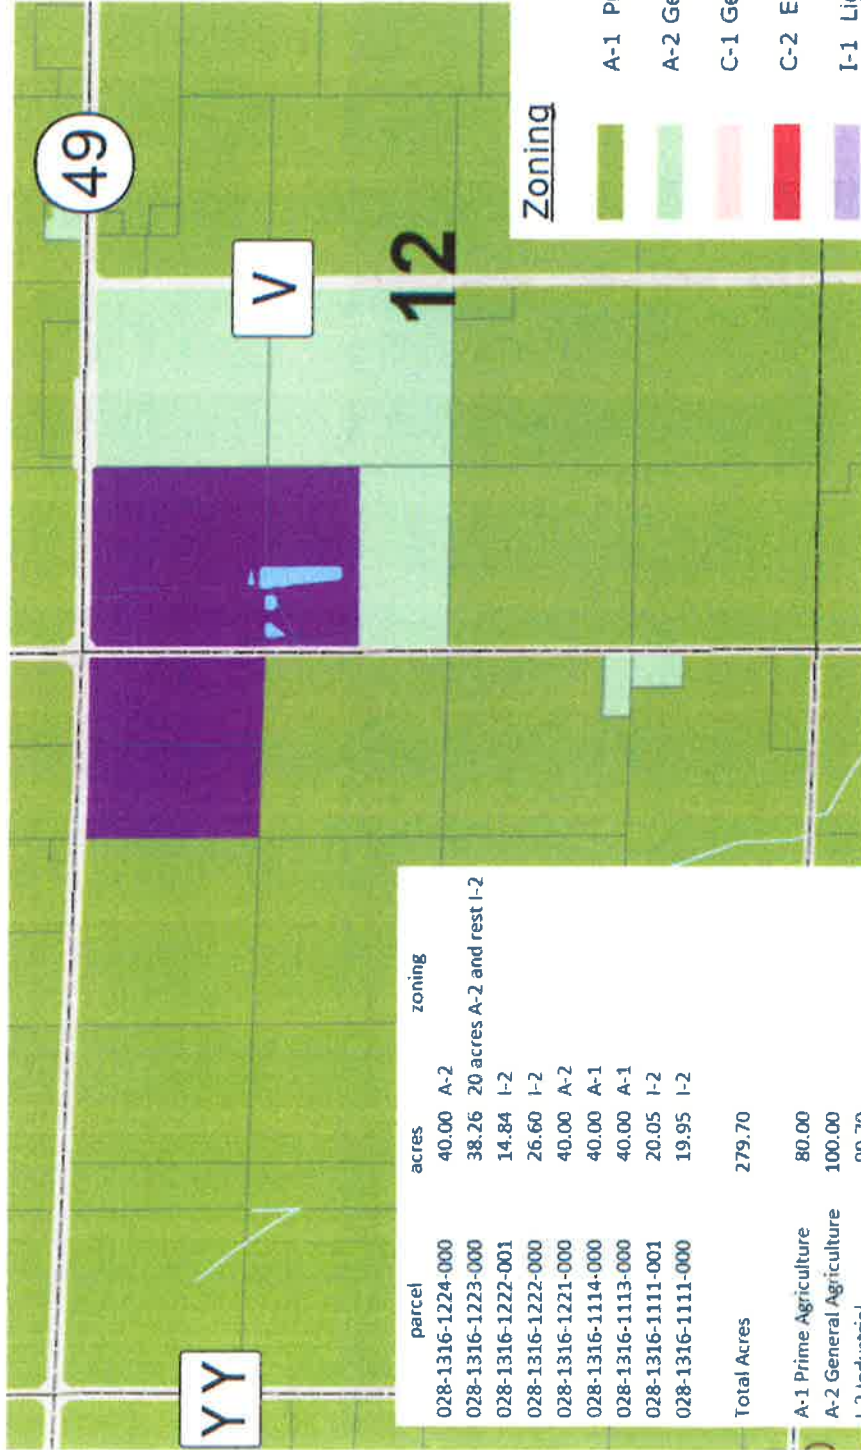 49
V
12
YY
Zoning
A-1
A-2
C-1
C-2
I-1
parcel acres zoning
028-1316-1224-000 40.00 A-2
028-1316-1223-000 38.26 20 acres A-2 and rest I-2
028-1316-1222-001 14.84 I-2
028-1316-1222-000 26.60 I-2
028-1316-1221-000 40.00 A-2
028-1316-1114-000 40.00 A-1
028-1316-1113-000 40.00 A-1
028-1316-1111-001 20.05 I-2
028-1316-1111-000 19.95 I-2
Total Acres 279.70
A-1 Prime Agriculture 80.00
A-2 General Agriculture 100.00
I-2 Industrial 99.70